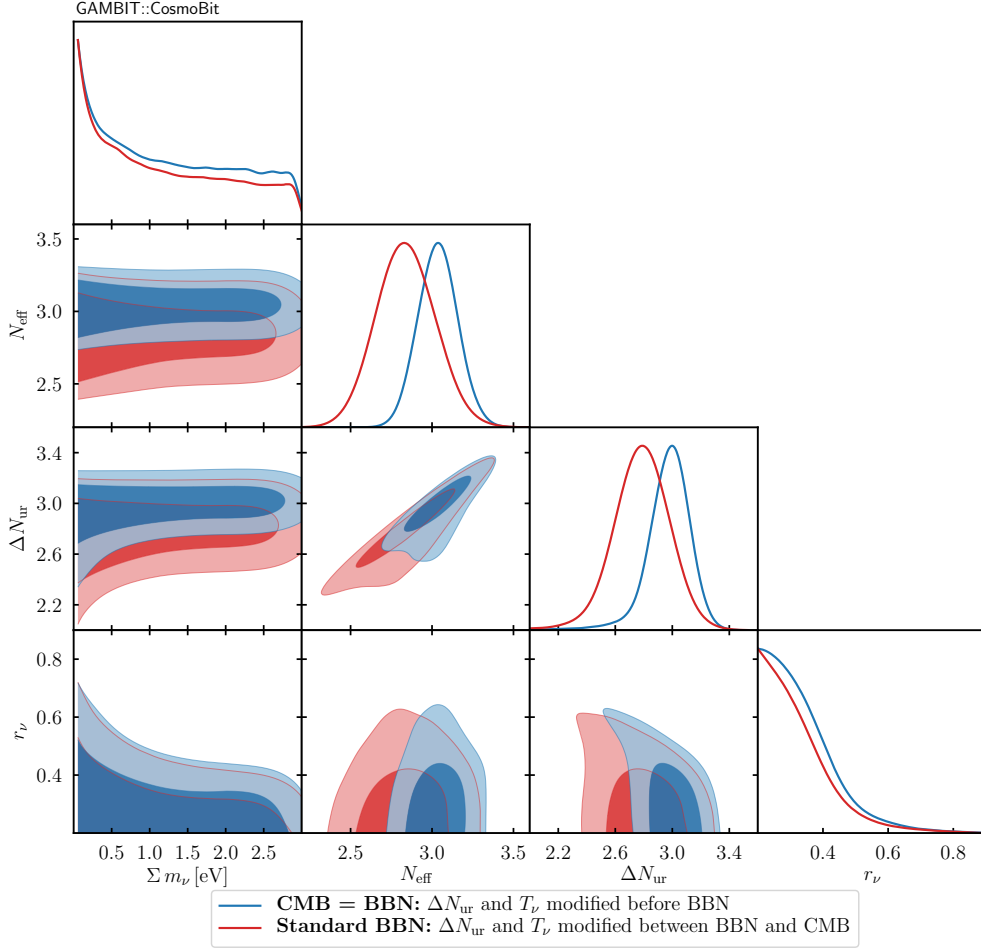 GAMBIT::CosmoBit
3.5
3.0
2.5
N_eff
3.4
3.0
2.6
2.2
ΔN_ur
0.8
0.6
0.4
r_ν
0.5 1.0 1.5 2.0 2.5
2.5 3.0 3.5
2.2 2.6 3.0 3.4
0.4 0.6 0.8
Σ m_ν [eV]
N_eff
ΔN_ur
r_ν
CMB = BBN: ΔN_ur and T_ν modified before BBN
Standard BBN: ΔN_ur and T_ν modified between BBN and CMB